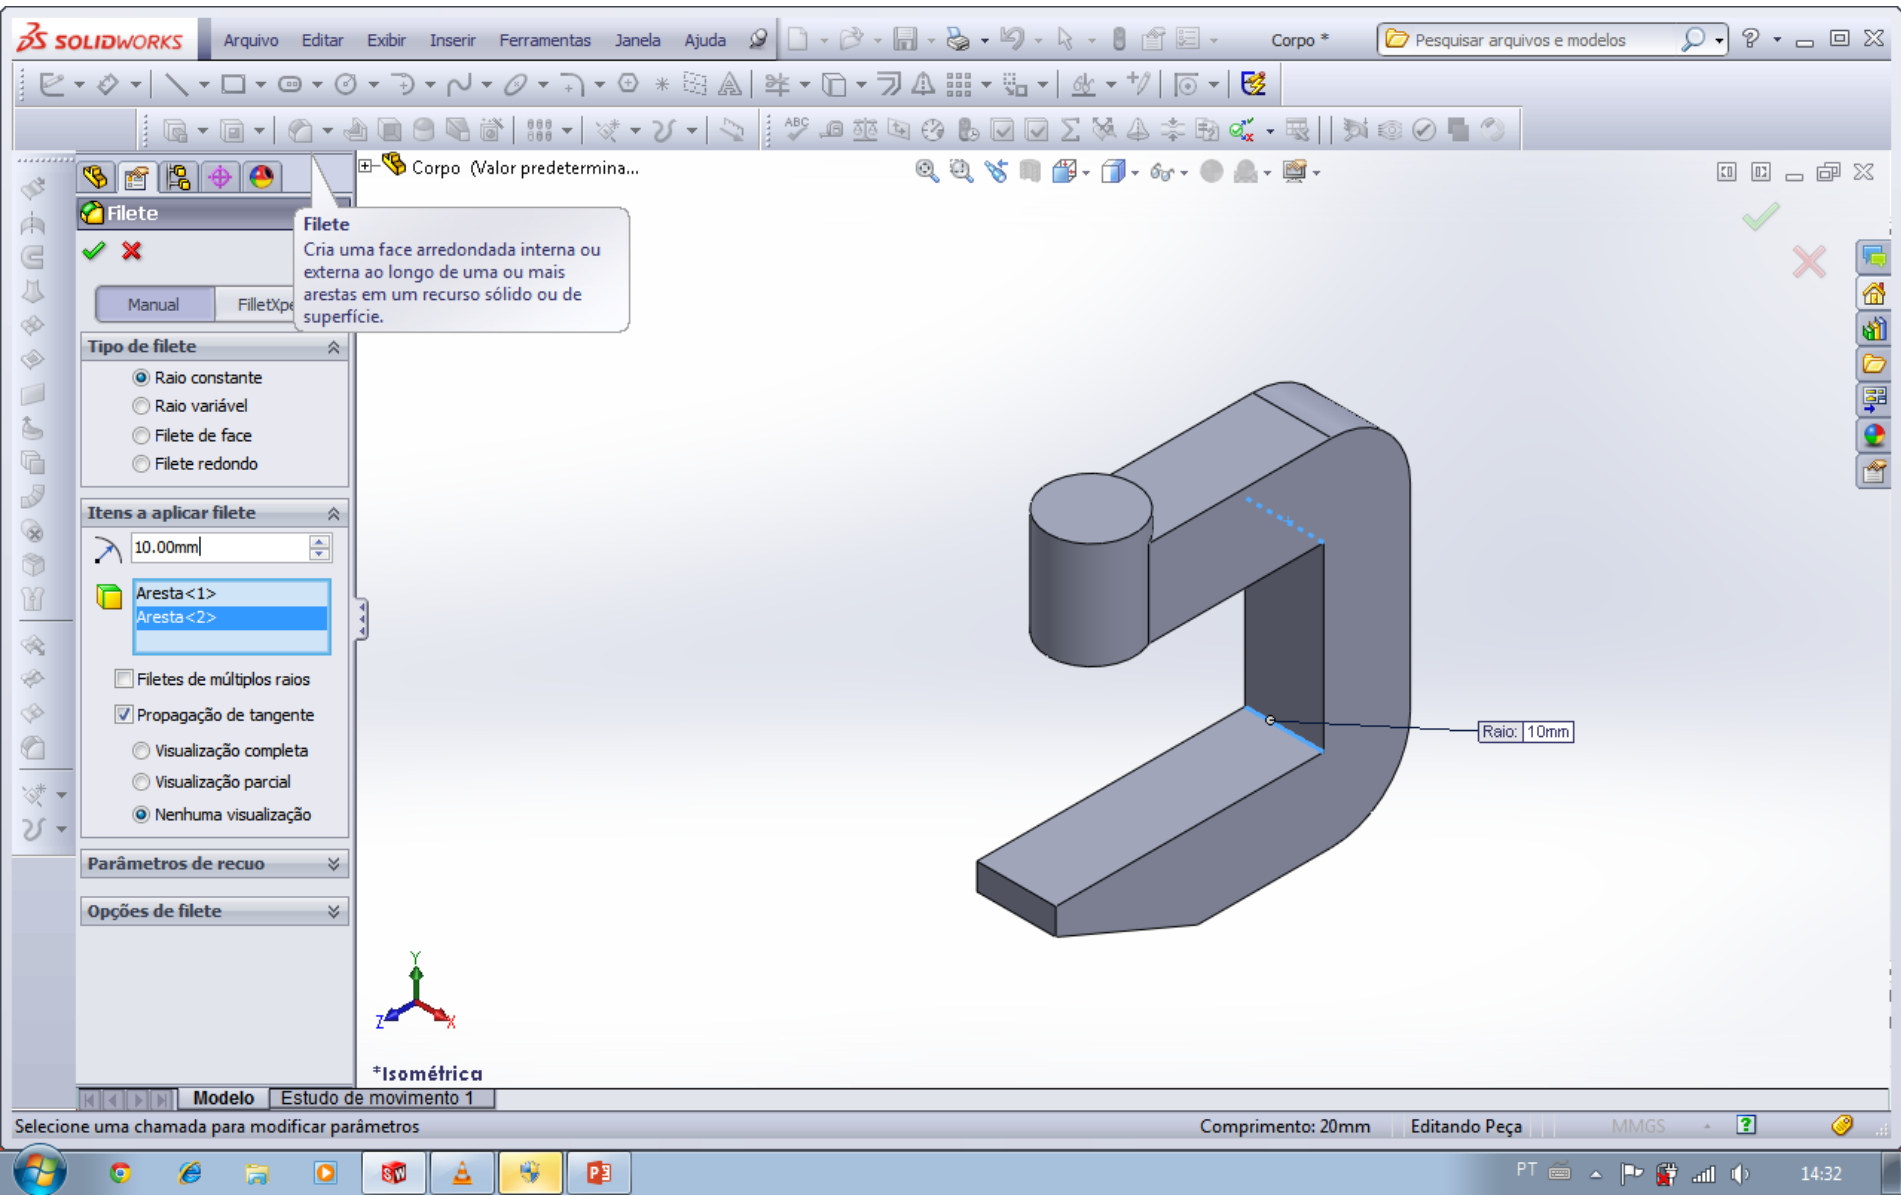 SOLIDWORKS Arquivo Editar Exibir Inserir Ferramentas Janela Ajuda Corpo * Pesquisar arquivos e modelos
ABC
Corpo (Valor predetermina...
Filete
Filete
Cria uma face arredondada interna ou
externa ao longo de uma ou mais
arestas em um recurso sólido ou de
superfície.
Manual FilletXpe
Tipo de filete
Raio constante
Raio variável
Filete de face
Filete redondo
Itens a aplicar filete
10.00mm
Aresta<1>
Aresta<2>
Filetes de múltiplos raios
Propagação de tangente
Visualização completa
Visualização parcial
Nenhuma visualização
Parâmetros de recuo
Opções de filete
Raio: 10mm
Y
Z X
*Isométrica
Modelo Estudo de movimento 1
Selecione uma chamada para modificar parâmetros Comprimento: 20mm Editando Peça MMGS
SW P PT 14:32